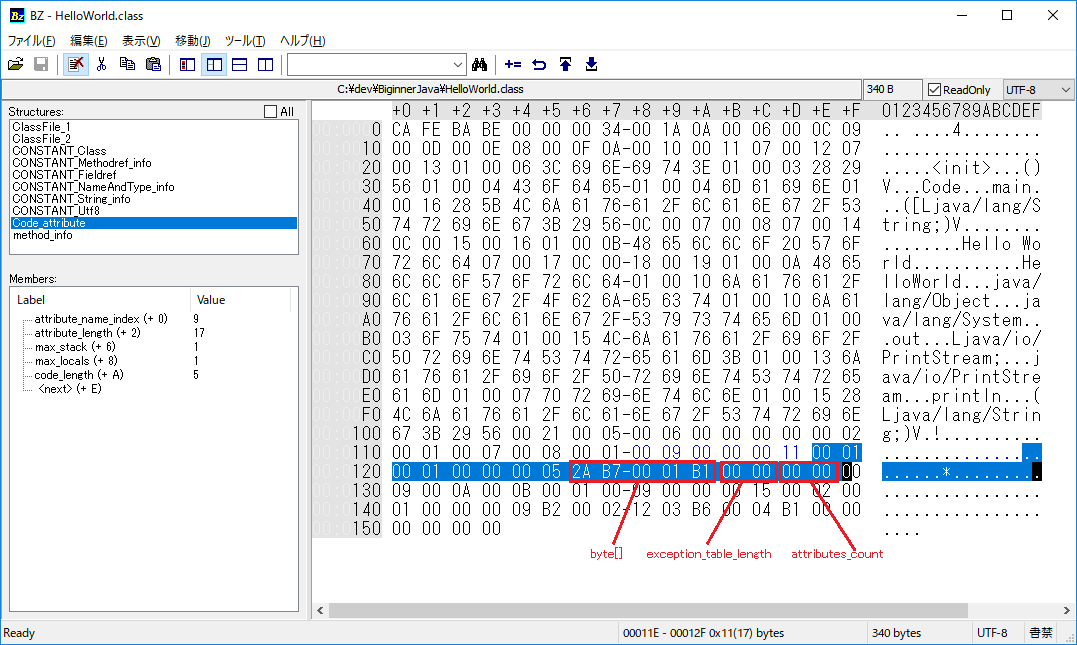 BZ - HelloWorld.class
ファイル(F) 編集(E) 表示(V) 移動(J) ツール(T) ヘルプ(H)
C:¥dev¥BiginnerJava¥HelloWorld.class 340 B ReadOnly UTF-8
Structures: All
ClassFile_1
ClassFile_2
CONSTANT_Class
CONSTANT_Methodref_info
CONSTANT_Fieldref
CONSTANT_NameAndType_info
CONSTANT_String_info
CONSTANT_Utf8
Code_attribute
method_info
Members:
Label Value
attribute_name_index (+ 0) 9
attribute_length (+ 2) 17
max_stack (+ 6) 1
max_locals (+ 8) 1
code_length (+ A) 5
<next> (+ E)
+0 +1 +2 +3 +4 +5 +6 +7 +8 +9 +A +B +C +D +E +F 0123456789ABCDEF
0 CA FE BA BE 00 00 00 34-00 1A 0A 00 06 00 0C 09 .. ....4........
10 00 0D 00 0E 08 00 0F 0A-00 10 00 11 07 00 12 07 ................
20 00 13 01 00 06 3C 69 6E-69 74 3E 01 00 03 28 29 .....<init>...()
30 56 01 00 04 43 6F 64 65-01 00 04 6D 61 69 6E 01 V...Code...main.
40 00 16 28 5B 4C 6A 61 76-61 2F 6C 61 6E 67 2F 53 ..([Ljava/lang/S
50 74 72 69 6E 67 3B 29 56-0C 00 07 00 08 07 00 14 tring;)V........
60 0C 00 15 00 16 01 00 0B-48 65 6C 6C 6F 20 57 6F ........Hello Wo
70 72 6C 64 07 00 17 0C 00-18 00 19 01 00 0A 48 65 rld...........He
80 6C 6C 6F 57 6F 72 6C 64-01 00 10 6A 61 76 61 2F lloWorld...java/
90 6C 61 6E 67 2F 4F 62 6A-65 63 74 01 00 10 6A 61 lang/Object...ja
A0 76 61 2F 6C 61 6E 67 2F-53 79 73 74 65 6D 01 00 va/lang/System..
B0 03 6F 75 74 01 00 15 4C-6A 61 76 61 2F 69 6F 2F .out...Ljava/io/
C0 50 72 69 6E 74 53 74 72-65 61 6D 3B 01 00 13 6A PrintStream;...j
D0 61 76 61 2F 69 6F 2F 50-72 69 6E 74 53 74 72 65 ava/io/PrintStre
E0 61 6D 01 00 07 70 72 69-6E 74 6C 6E 01 00 15 28 am...println...(
F0 4C 6A 61 76 61 2F 6C 61-6E 67 2F 53 74 72 69 6E Ljava/lang/Strin
100 67 3B 29 56 00 21 00 05-00 06 00 00 00 00 00 02 g;)V.!..........
110 00 01 00 07 00 08 00 01-00 09 00 00 00 11 00 01 ................
120 00 01 00 00 00 05 2A B7-00 01 B1 00 00 00 00 00 ......*.........
130 09 00 0A 00 0B 00 01 00-09 00 00 00 15 00 02 00 ................
140 01 00 00 00 09 B2 00 02-12 03 B6 00 04 B1 00 00 ................
150 00 00 00 00 ....
byte[] exception_table_length attributes_count
Ready 00011E - 00012F 0x11(17) bytes 340 bytes UTF-8 書禁